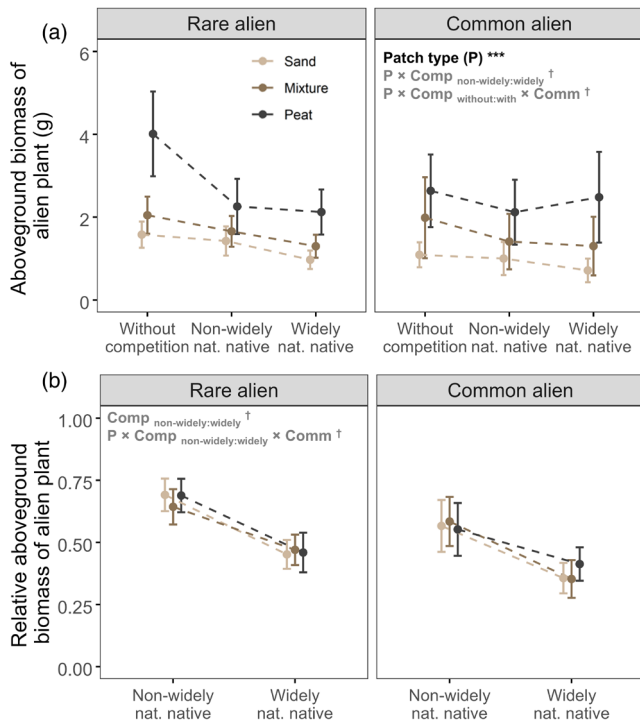 (a)
Rare alien
Common alien
Aboveground biomass of
alien plant (g)
6
4
2
0
Sand
Mixture
Peat
Patch type (P) ***
P × Comp non-widely:widely †
P × Comp without:with × Comm †
Without
competition
Non-widely
nat. native
Widely
nat. native
Without
competition
Non-widely
nat. native
Widely
nat. native
(b)
Rare alien
Common alien
Relative aboveground
biomass of alien plant
1.00
0.75
0.50
0.25
0.00
Comp non-widely:widely †
P × Comp non-widely:widely × Comm †
Non-widely
nat. native
Widely
nat. native
Non-widely
nat. native
Widely
nat. native